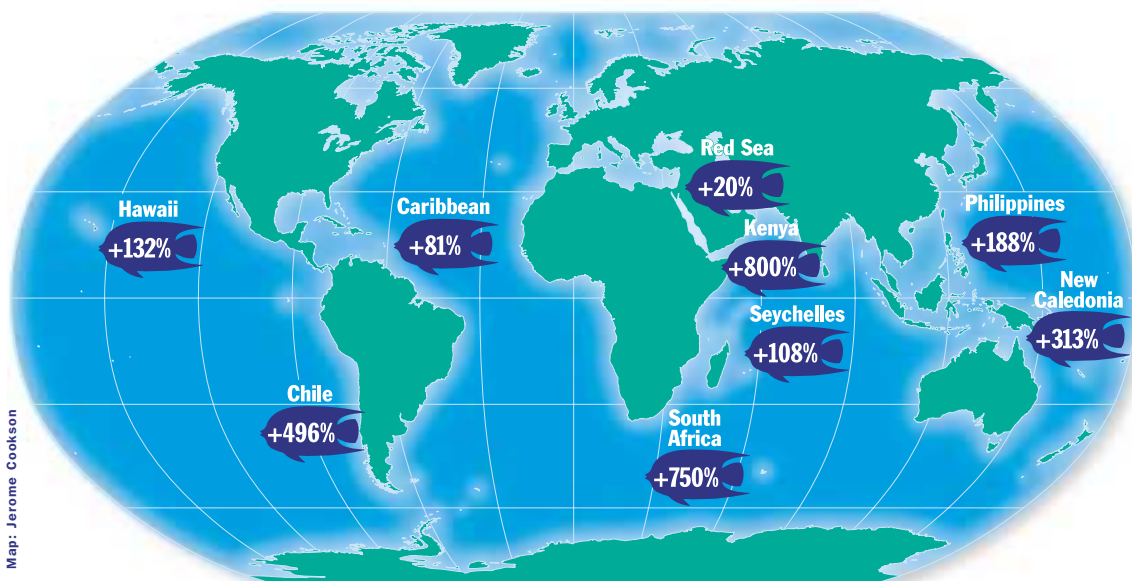 Red Sea
+20%
Hawaii
+132%
Caribbean
+81%
Philippines
+188%
Kenya
+800%
New
Caledonia
+313%
Seychelles
+108%
Chile
+496%
South
Africa
+750%
Map: Jerome Cookson